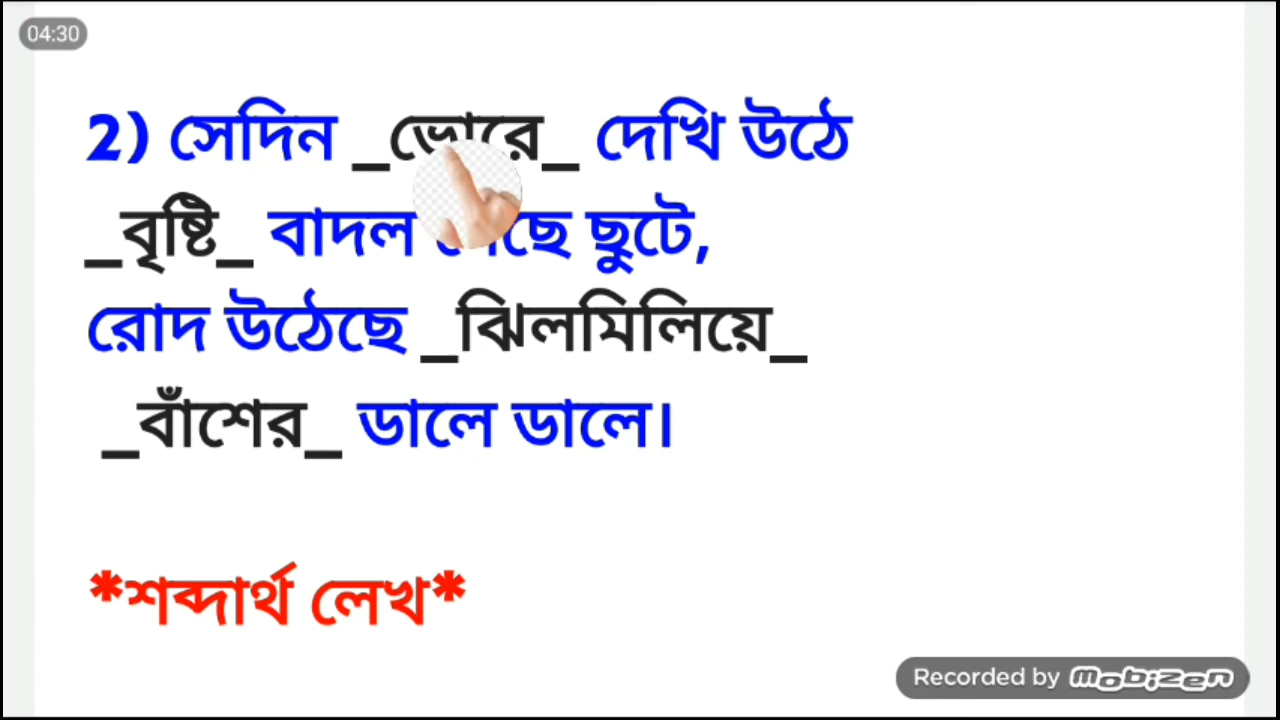 04:30
2) সেদিন _ভোরে_ দেখি উঠে
_বৃষ্টি_ বাদল গেছে ছুটে,
রোদ উঠেছে _ঝিলমিলিয়ে_
_বাঁশের_ ডালে ডালে।
*শব্দার্থ লেখ*
Recorded by mobizen